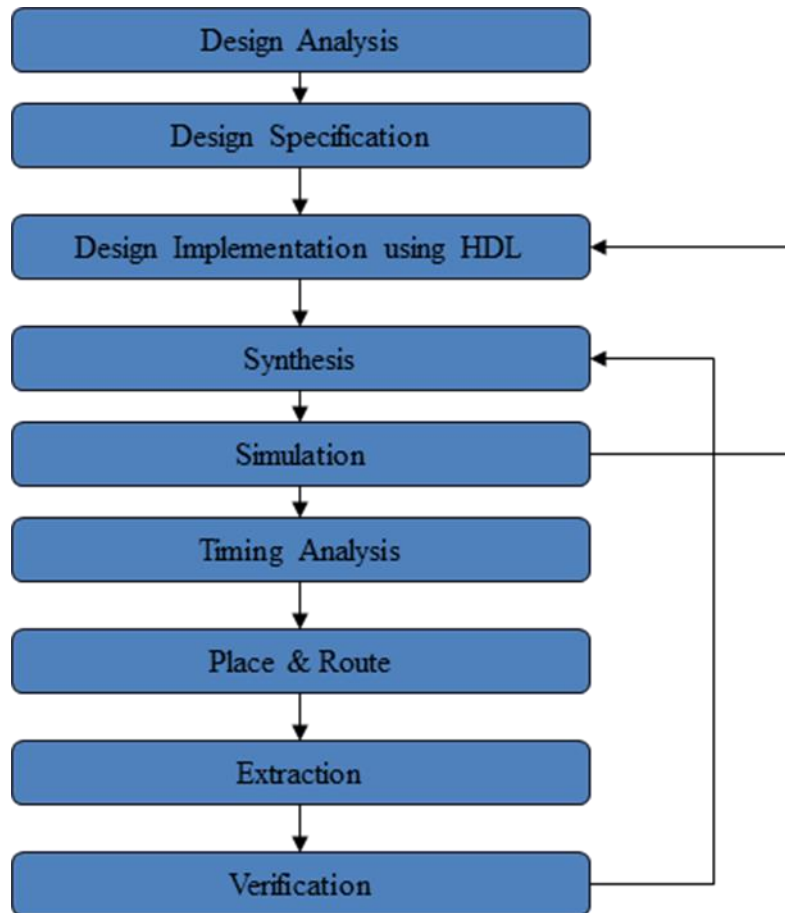 Design Analysis
Design Specification
Design Implementation using HDL
Synthesis
Simulation
Timing Analysis
Place & Route
Extraction
Verification